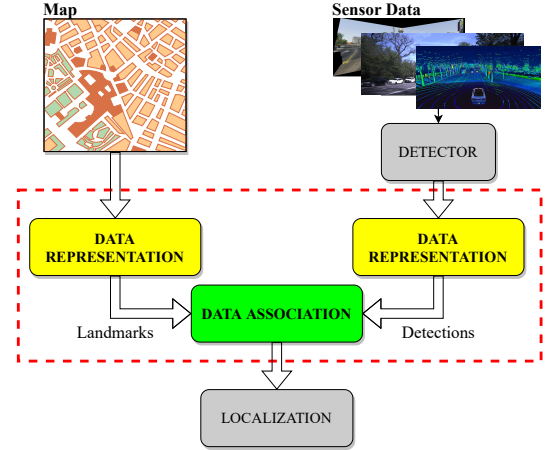 Map
Sensor Data
DETECTOR
DATA
REPRESENTATION
DATA
REPRESENTATION
DATA ASSOCIATION
Landmarks
Detections
LOCALIZATION